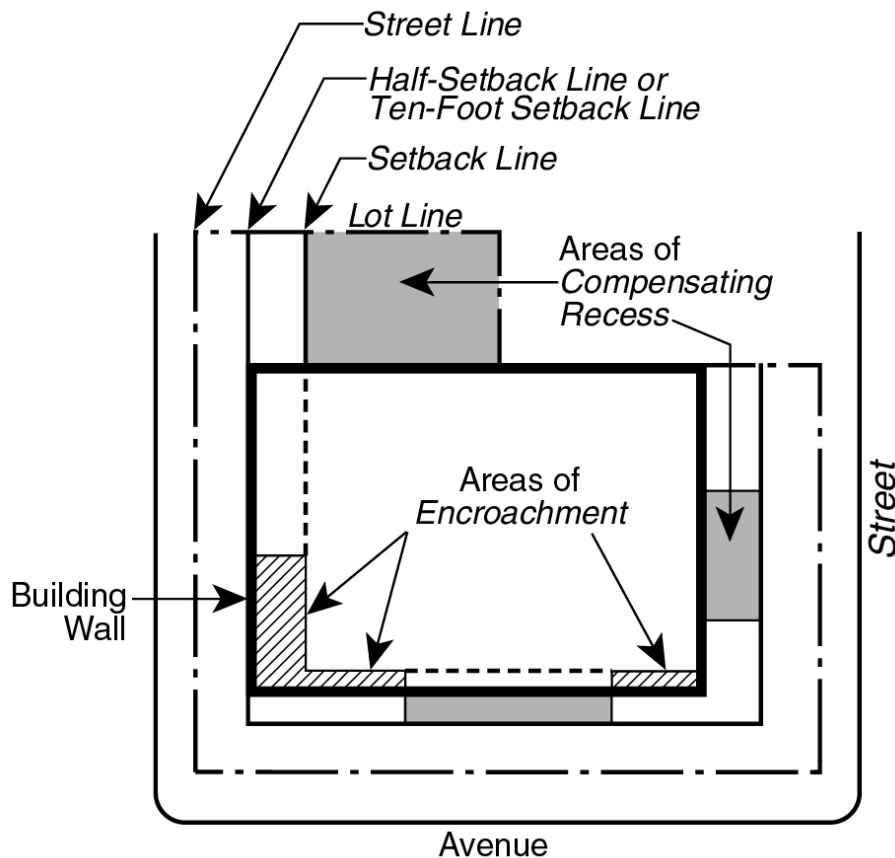 Street Line
Half-Setback Line or
Ten-Foot Setback Line
Setback Line
Lot Line
Areas of
Compensating
Recess
Areas of
Encroachment
Street
Building
Wall
Avenue